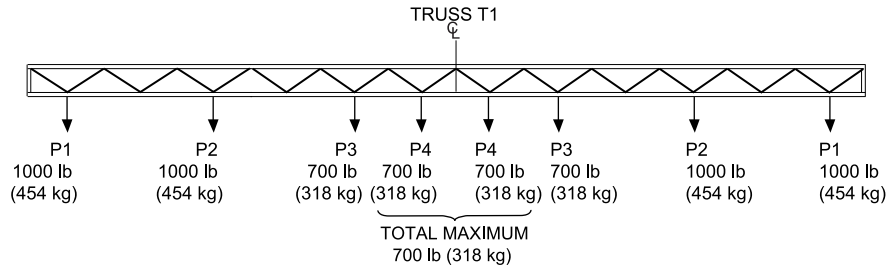 TRUSS T1
℄
P1 P2 P3 P4 P4 P3 P2 P1
1000 lb 1000 lb 700 lb 700 lb 700 lb 700 lb 1000 lb 1000 lb
(454 kg) (454 kg) (318 kg) (318 kg) (318 kg) (318 kg) (454 kg) (454 kg)
TOTAL MAXIMUM
700 lb (318 kg)